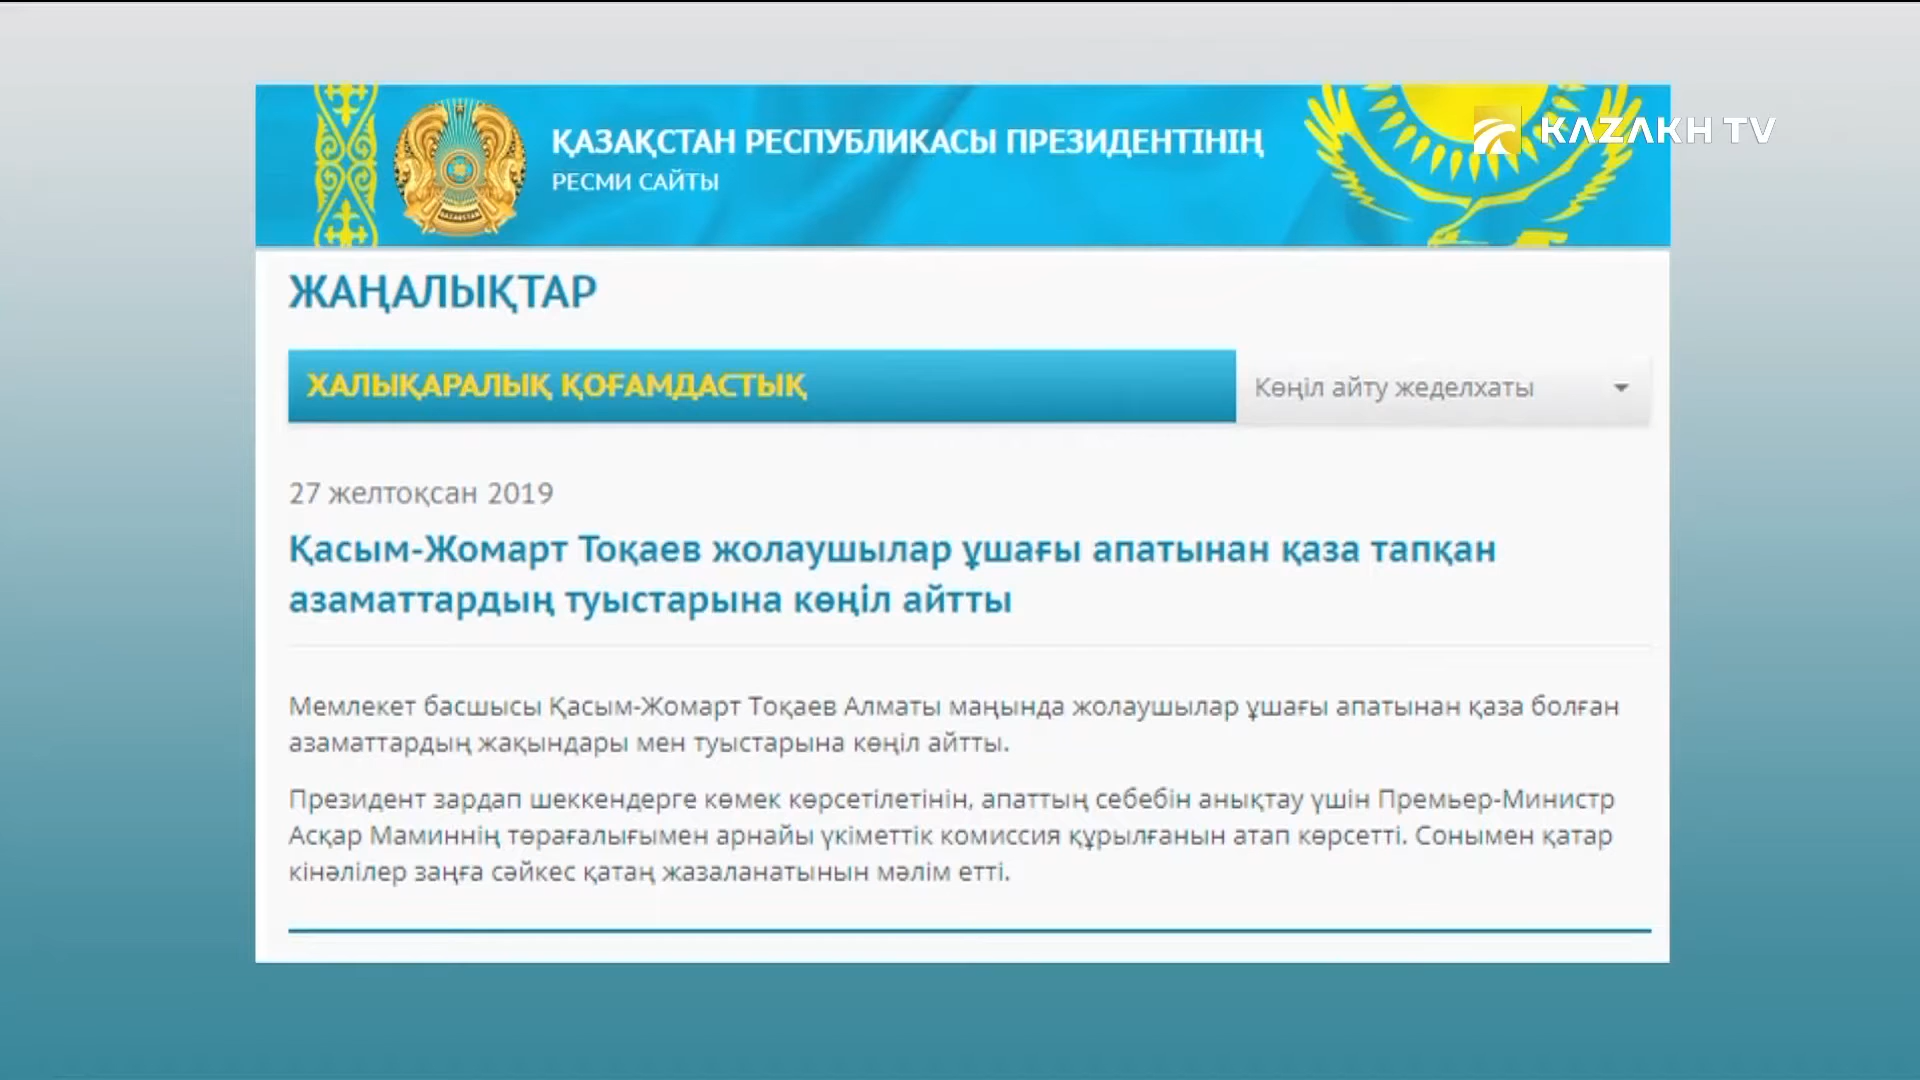 ҚАЗАҚСТАН РЕСПУБЛИКАСЫ ПРЕЗИДЕНТІНІҢ
РЕСМИ САЙТЫ
KAZAKH TV
ҚАЗАҚСТАН
ЖАҢАЛЫҚТАР
ХАЛЫҚАРАЛЫҚ ҚОҒАМДАСТЫҚ
Көңіл айту жеделхаты
27 желтоқсан 2019
Қасым-Жомарт Тоқаев жолаушылар ұшағы апатынан қаза тапқан
азаматтардың туыстарына көңіл айтты
Мемлекет басшысы Қасым-Жомарт Тоқаев Алматы маңында жолаушылар ұшағы апатынан қаза болған
азаматтардың жақындары мен туыстарына көңіл айтты.
Президент зардап шеккендерге көмек көрсетілетінін, апаттың себебін анықтау үшін Премьер-Министр
Асқар Маминнің төрағалығымен арнайы үкіметтік комиссия құрылғанын атап көрсетті. Сонымен қатар
кінәлілер заңға сәйкес қатаң жазаланатынын мәлім етті.